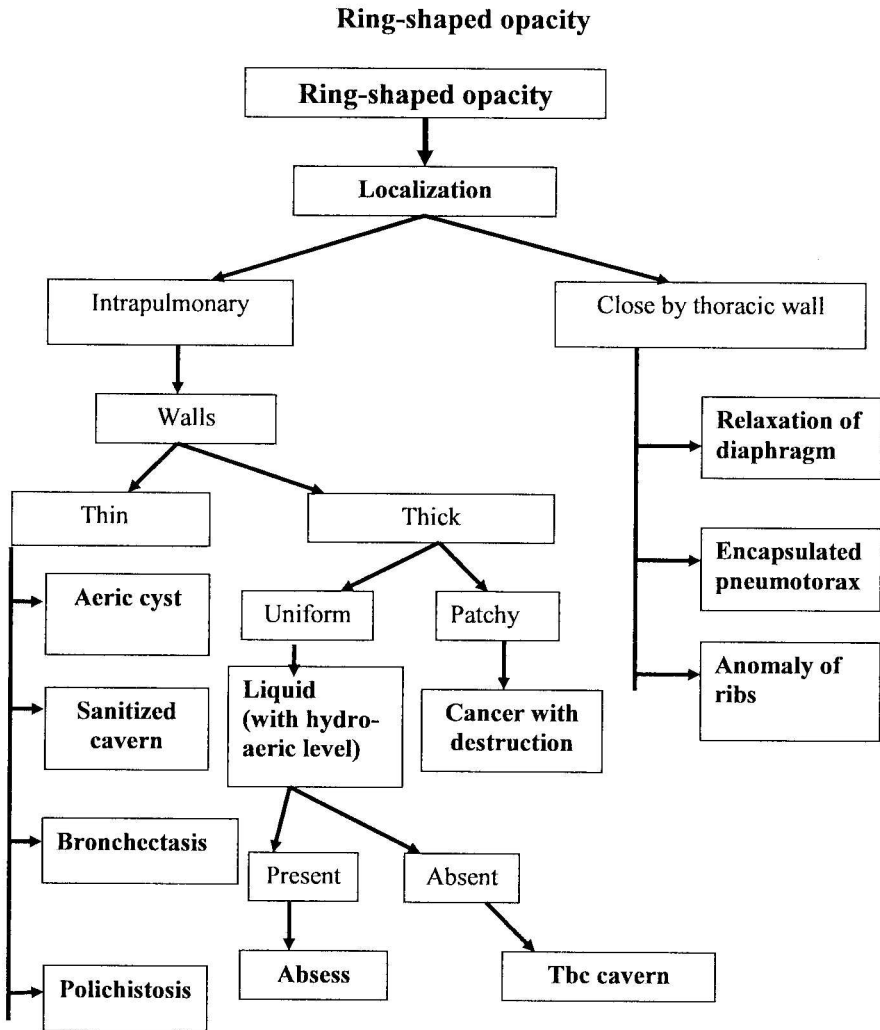 Ring-shaped opacity
Ring-shaped opacity
Localization
Intrapulmonary
Close by thoracic wall
Walls
Relaxation of
diaphragm
Thin
Thick
Encapsulated
pneumotorax
Aeric cyst
Uniform
Patchy
Anomaly of
ribs
Sanitized
cavern
Liquid
(with hydro-
aeric level)
Cancer with
destruction
Bronchectasis
Present
Absent
Polichistosis
Absess
Tbc cavern